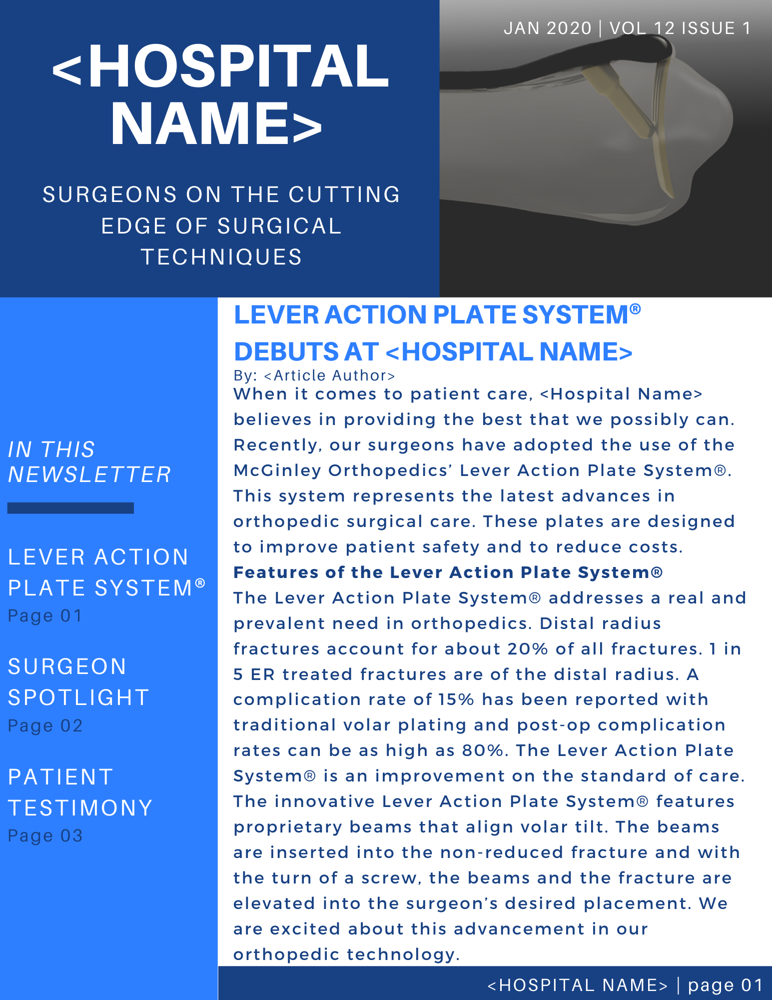 JAN 2020 | VOL 12 ISSUE 1
<HOSPITAL
NAME>
SURGEONS ON THE CUTTING
EDGE OF SURGICAL
TECHNIQUES
IN THIS
NEWSLETTER
LEVER ACTION
PLATE SYSTEM®
Page 01
SURGEON
SPOTLIGHT
Page 02
PATIENT
TESTIMONY
Page 03
LEVER ACTION PLATE SYSTEM®
DEBUTS AT <HOSPITAL NAME>
By: <Article Author>
When it comes to patient care, <Hospital Name>
believes in providing the best that we possibly can.
Recently, our surgeons have adopted the use of the
McGinley Orthopedics’ Lever Action Plate System®.
This system represents the latest advances in
orthopedic surgical care. These plates are designed
to improve patient safety and to reduce costs.
Features of the Lever Action Plate System®
The Lever Action Plate System® addresses a real and
prevalent need in orthopedics. Distal radius
fractures account for about 20% of all fractures. 1 in
5 ER treated fractures are of the distal radius. A
complication rate of 15% has been reported with
traditional volar plating and post-op complication
rates can be as high as 80%. The Lever Action Plate
System® is an improvement on the standard of care.
The innovative Lever Action Plate System® features
proprietary beams that align volar tilt. The beams
are inserted into the non-reduced fracture and with
the turn of a screw, the beams and the fracture are
elevated into the surgeon’s desired placement. We
are excited about this advancement in our
orthopedic technology.
<HOSPITAL NAME> | page 01